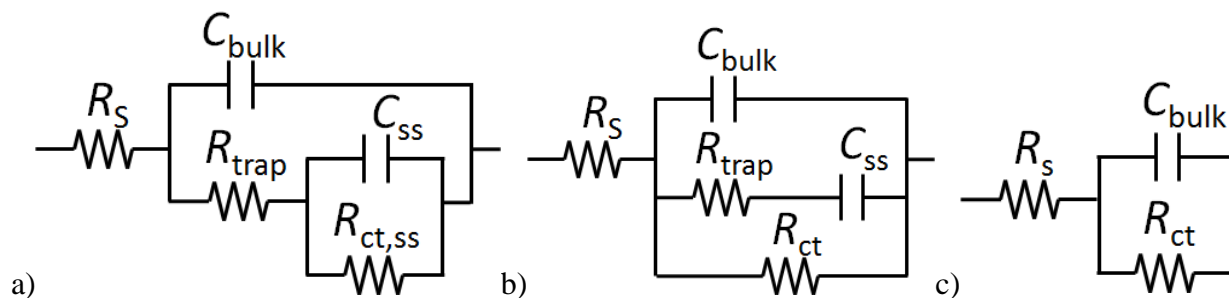 a)
R_S
C_bulk
R_trap
C_ss
R_ct,ss
b)
R_S
C_bulk
R_trap
C_ss
R_ct
c)
R_s
C_bulk
R_ct